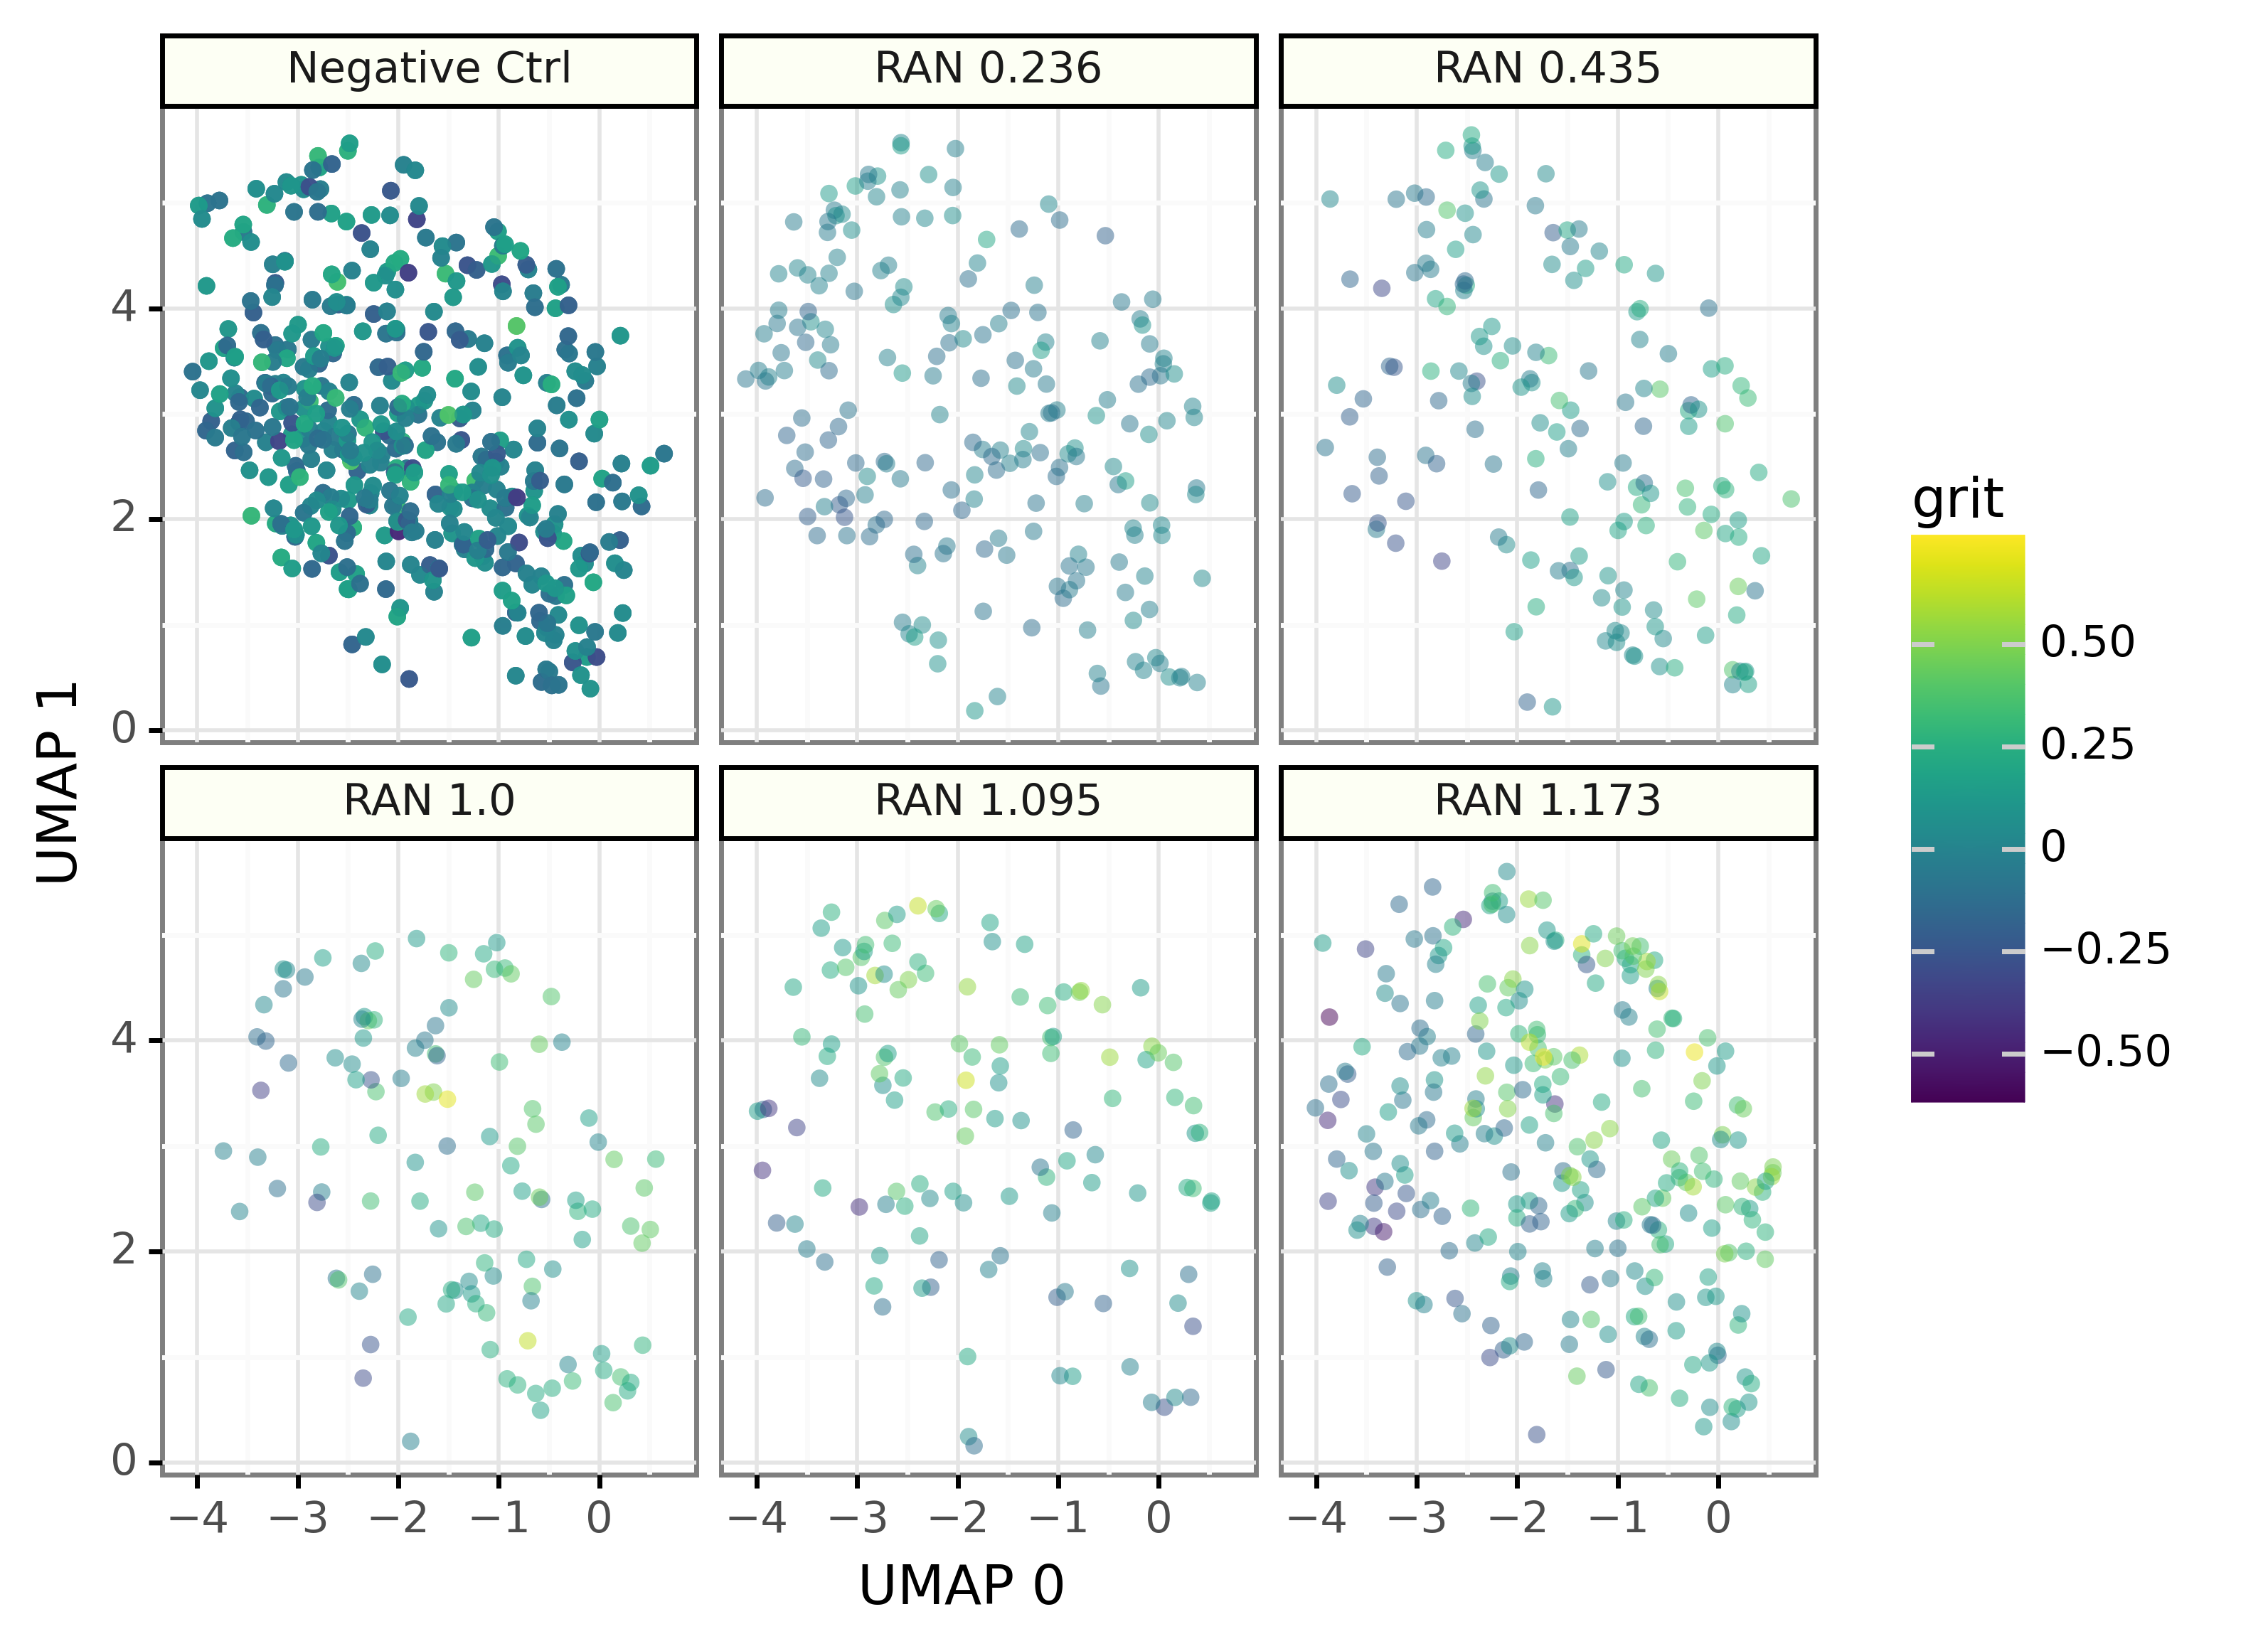 Negative Ctrl
RAN 0.236
RAN 0.435
4
2
0
RAN 1.0
RAN 1.095
RAN 1.173
4
2
0
−4 −3 −2 −1 0
−4 −3 −2 −1 0
−4 −3 −2 −1 0
UMAP 0
UMAP 1
grit
0.50
0.25
0
−0.25
−0.50